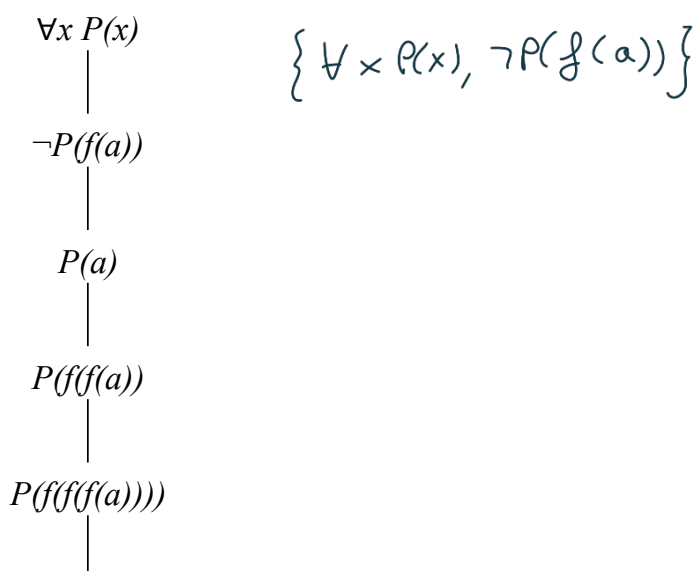 ∀x P(x)
{∀x P(x), ¬P(f(a))}
¬P(f(a))
P(a)
P(f(f(a))
P(f(f(f(a))))